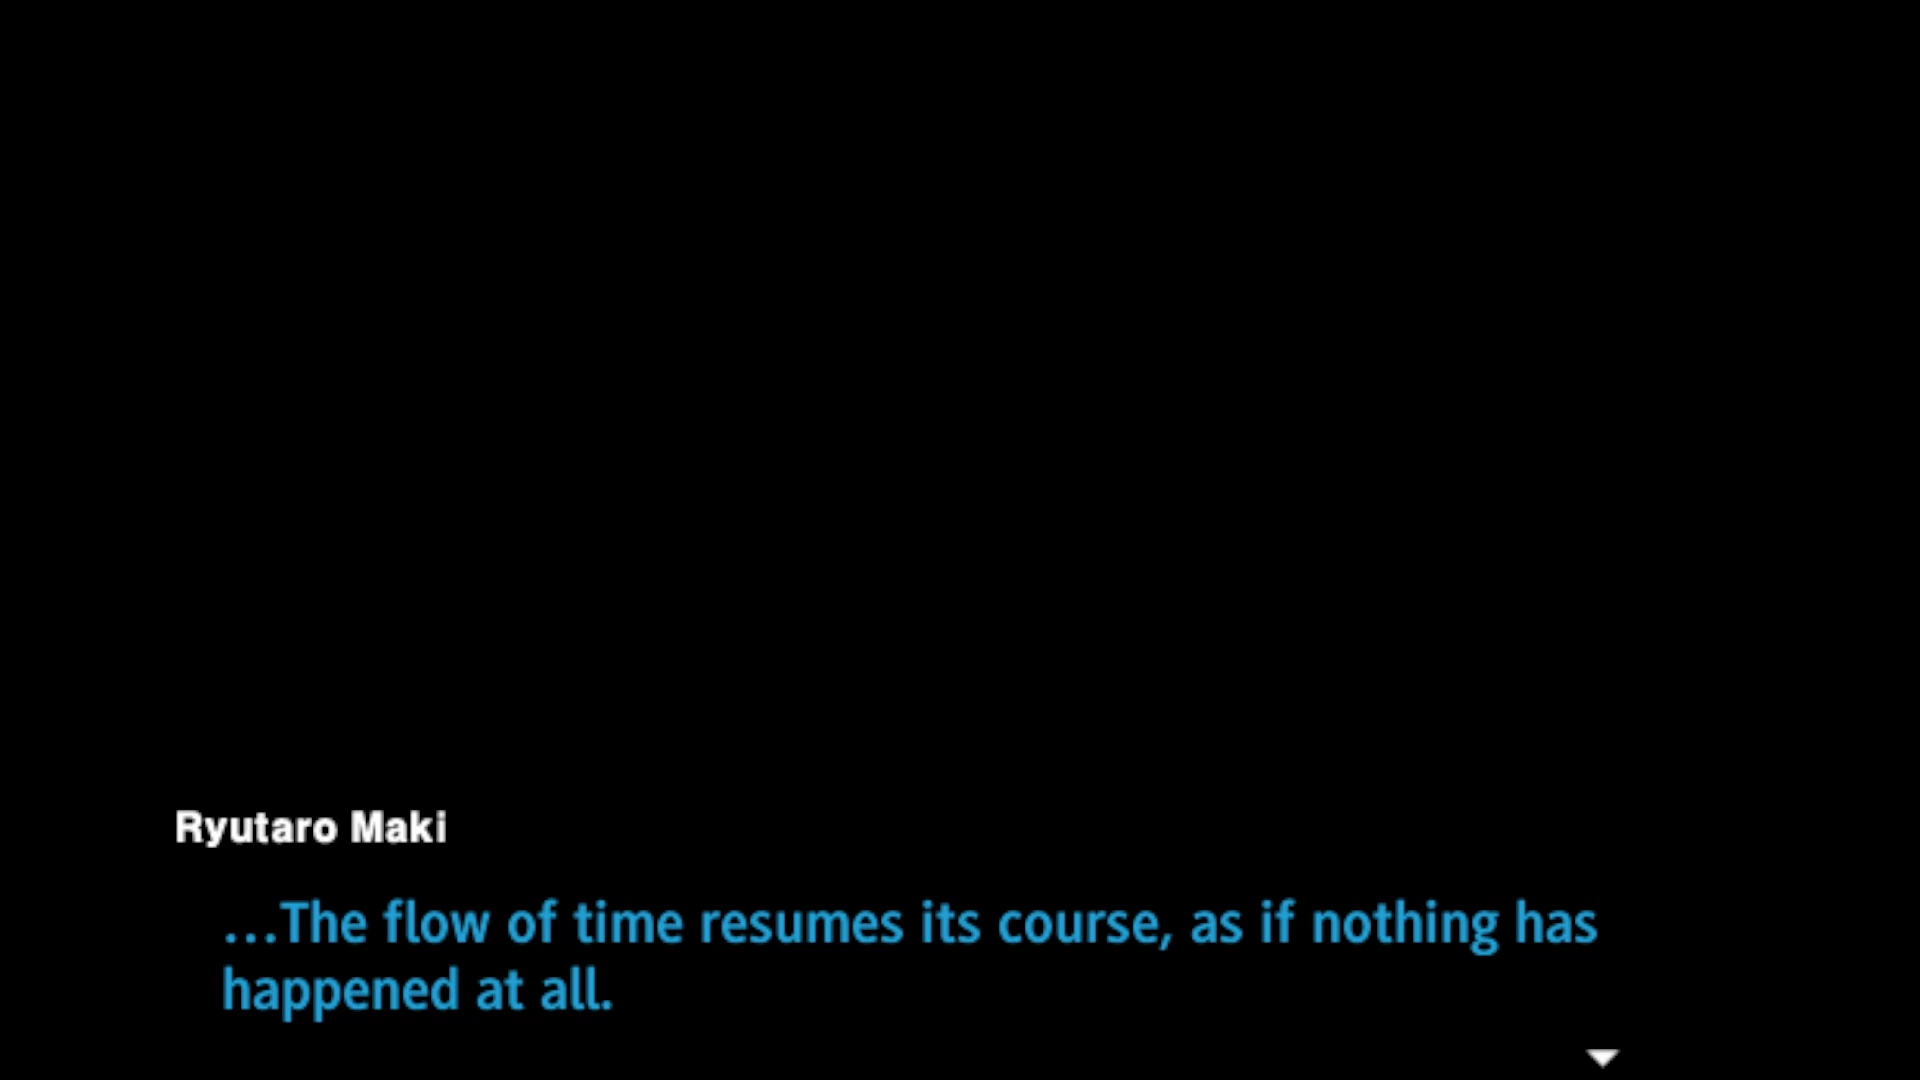 Ryutaro Maki
...The flow of time resumes its course, as if nothing has
happened at all.